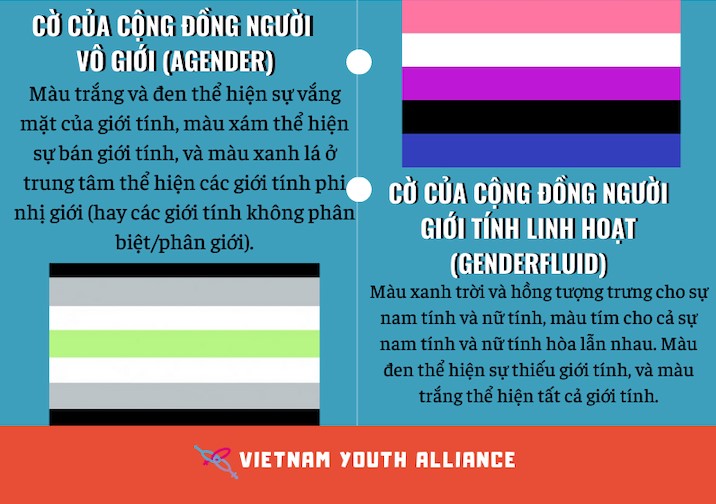 CỜ CỦA CỘNG ĐỒNG NGƯỜI
VÔ GIỚI (AGENDER)
Màu trắng và đen thể hiện sự vắng
mặt của giới tính, màu xám thể hiện
sự bán giới tính, và màu xanh lá ở
trung tâm thể hiện các giới tính phi
nhị giới (hay các giới tính không phân
biệt/phân giới).
CỜ CỦA CỘNG ĐỒNG NGƯỜI
GIỚI TÍNH LINH HOẠT
(GENDERFLUID)
Màu xanh trời và hồng tượng trưng cho sự
nam tính và nữ tính, màu tím cho cả sự
nam tính và nữ tính hòa lẫn nhau. Màu
đen thể hiện sự thiếu giới tính, và màu
trắng thể hiện tất cả giới tính.
VIETNAM YOUTH ALLIANCE